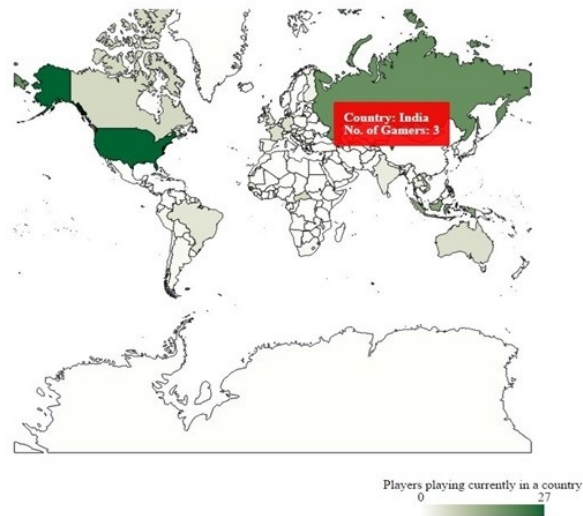 Country: India
No. of Gamers: 3
Players playing currently in a country
0 27